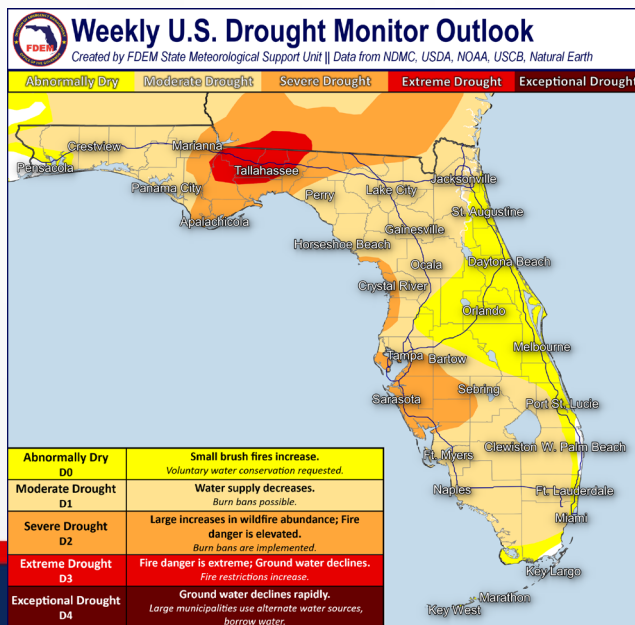 Weekly U.S. Drought Monitor Outlook
FDEM
Created by FDEM State Meteorological Support Unit || Data from NDMC, USDA, NOAA, USCB, Natural Earth
Abnormally Dry Moderate Drought Severe Drought Extreme Drought Exceptional Drought
Crestview
Marianna
Pensacola
Tallahassee
Panama City
Apalachicola
Perry
Lake City
Jacksonville
St. Augustine
Gainesville
Horseshoe Beach
Ocala
Daytona Beach
Crystal River
Orlando
Melbourne
Tampa
Bartow
Sebring
Sarasota
Port St. Lucie
Ft. Myers
Clewiston
W. Palm Beach
Naples
Ft. Lauderdale
Miami
Key Largo
Marathon
Key West
Abnormally Dry
D0
Small brush fires increase.
Voluntary water conservation requested.
Moderate Drought
D1
Water supply decreases.
Burn bans possible.
Severe Drought
D2
Large increases in wildfire abundance; Fire
danger is elevated.
Burn bans are implemented.
Extreme Drought
D3
Fire danger is extreme; Ground water declines.
Fire restrictions increase.
Exceptional Drought
D4
Ground water declines rapidly.
Large municipalities use alternate water sources,
borrow water.